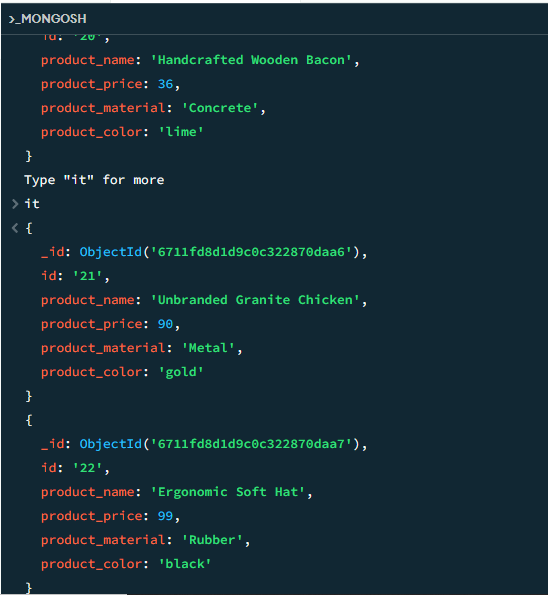 >_MONGOSH
id: '20',
product_name: 'Handcrafted Wooden Bacon',
product_price: 36,
product_material: 'Concrete',
product_color: 'lime'
}
Type "it" for more
> it
< {
_id: ObjectId('6711fd8d1d9c0c322870daa6'),
id: '21',
product_name: 'Unbranded Granite Chicken',
product_price: 90,
product_material: 'Metal',
product_color: 'gold'
}
{
_id: ObjectId('6711fd8d1d9c0c322870daa7'),
id: '22',
product_name: 'Ergonomic Soft Hat',
product_price: 99,
product_material: 'Rubber',
product_color: 'black'
}